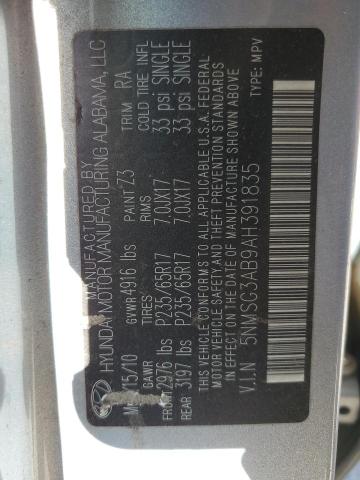 MANUFACTURED BY
HYUNDAI MOTOR MANUFACTURING ALABAMA, LLC
15/10 GVWR 4916 lbs PAINT Z3 TRIM RA
GAWR TIRES RIMS COLD TIRE INFL
FRONT 2976 lbs P235/65R17 7.0JX17 33 psi SINGLE
REAR 3197 lbs P235/65R17 7.0JX17 33 psi SINGLE
THIS VEHICLE CONFORMS TO ALL APPLICABLE U.S.A. FEDERAL
MOTOR VEHICLE SAFETY AND THEFT PREVENTION STANDARDS
IN EFFECT ON THE DATE OF MANUFACTURE SHOWN ABOVE
V.I.N 5NMSG3AB9AH391835 TYPE: MPV